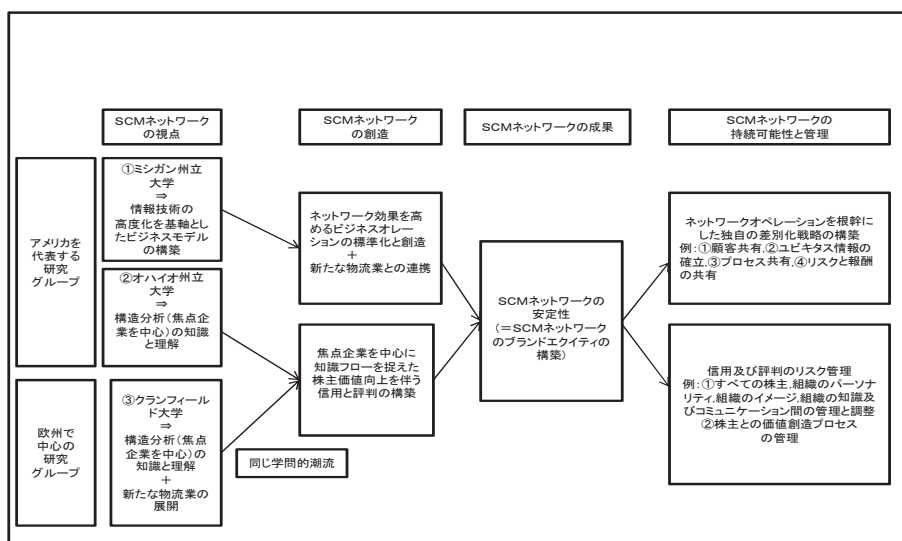 SCMネットワーク
の視点
SCMネットワーク
の創造
SCMネットワークの成果
SCMネットワークの
持続可能性と管理
アメリカを
代表する
研究
グループ
①ミシガン州立
大学
⇒
情報技術の
高度化を基軸とし
たビジネスモデル
の構築
②オハイオ州立
大学
⇒
構造分析(焦点企
業を中心)の知識
と理解
欧州で
中心の研究
グループ
③クランフィール
ド大学
⇒
構造分析(焦点
企業を中心)の
知識と理解
+
新たな物流業の
展開
同じ学問的潮流
ネットワーク効果を高
めるビジネスオレー
ションの標準化と創造
+
新たな物流業との連携
焦点企業を中心に
知識フローを捉えた
株主価値向上を伴う
信用と評判の構築
SCMネットワークの
安定性
(=SCMネットワーク
のブランドエクイティの
構築)
ネットワークオペレーションを根幹に
した独自の差別化戦略の構築
例:①顧客共有,②ユビキタス情報の
確立,③プロセス共有,④リスクと報酬
の共有
信用及び評判のリスク管理
例:①すべての株主,組織のパーソナ
リティ,組織のイメージ,組織の知識及
びコミュニケーション間の管理と調整
②株主との価値創造プロセス
の管理